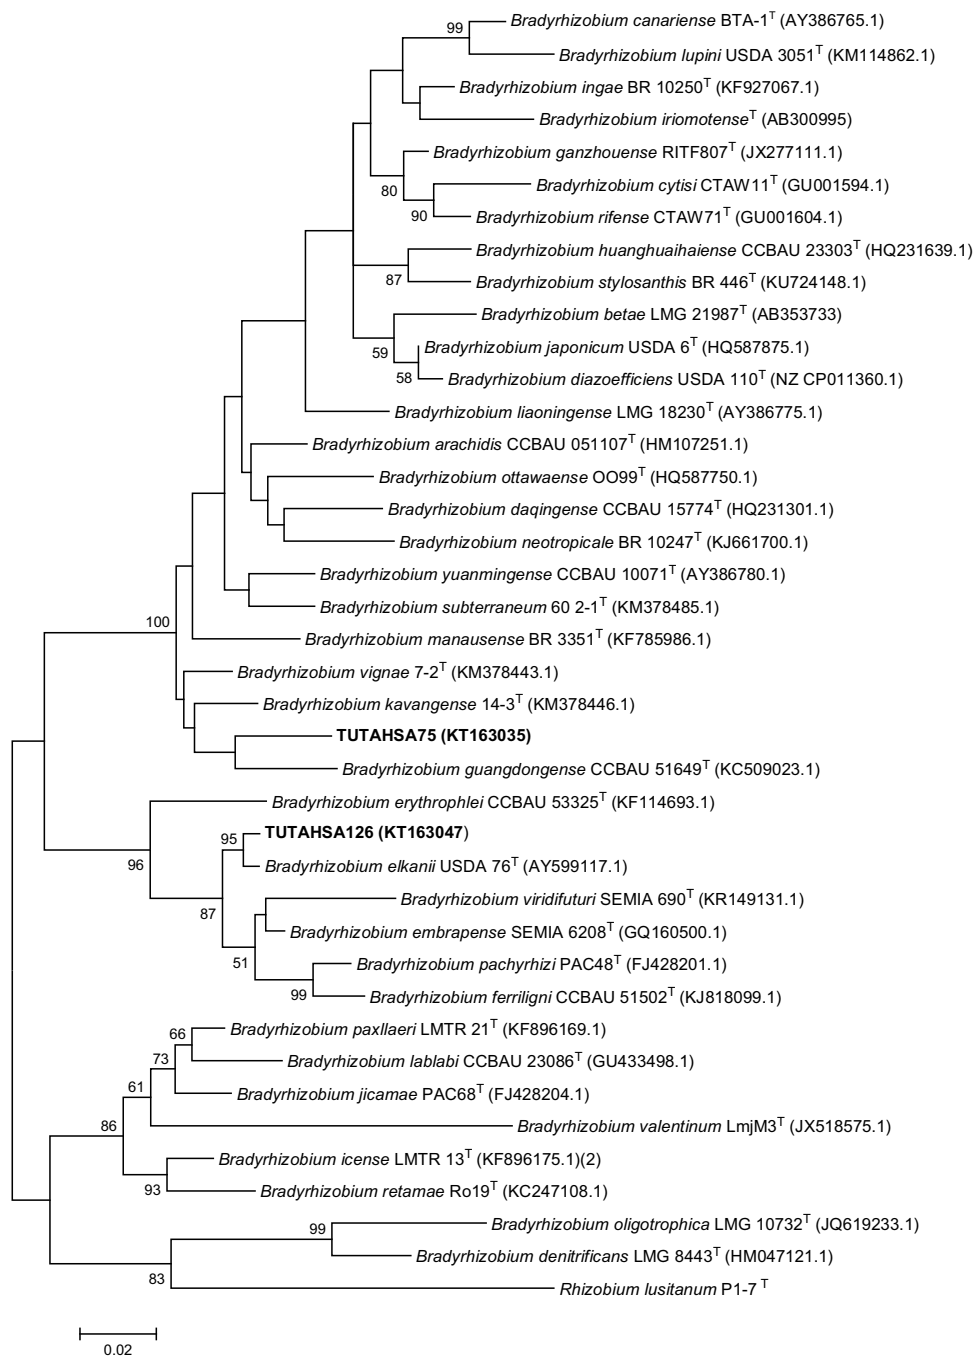 Bradyrhizobium canariense BTA-1T (AY386765.1)
99
Bradyrhizobium lupini USDA 3051T (KM114862.1)
Bradyrhizobium ingae BR 10250T (KF927067.1)
Bradyrhizobium iriomotenseT (AB300995)
Bradyrhizobium ganzhouense RITF807T (JX277111.1)
80
Bradyrhizobium cytisi CTAW11T (GU001594.1)
90
Bradyrhizobium rifense CTAW71T (GU001604.1)
Bradyrhizobium huanghuaihaiense CCBAU 23303T (HQ231639.1)
87
Bradyrhizobium stylosanthis BR 446T (KU724148.1)
Bradyrhizobium betae LMG 21987T (AB353733)
59
Bradyrhizobium japonicum USDA 6T (HQ587875.1)
58
Bradyrhizobium diazoefficiens USDA 110T (NZ CP011360.1)
Bradyrhizobium liaoningense LMG 18230T (AY386775.1)
Bradyrhizobium arachidis CCBAU 051107T (HM107251.1)
Bradyrhizobium ottawaense OO99T (HQ587750.1)
Bradyrhizobium daqingense CCBAU 15774T (HQ231301.1)
Bradyrhizobium neotropicale BR 10247T (KJ661700.1)
Bradyrhizobium yuanmingense CCBAU 10071T (AY386780.1)
Bradyrhizobium subterraneum 60 2-1T (KM378485.1)
100
Bradyrhizobium manausense BR 3351T (KF785986.1)
Bradyrhizobium vignae 7-2T (KM378443.1)
Bradyrhizobium kavangense 14-3T (KM378446.1)
TUTAHSA75 (KT163035)
Bradyrhizobium guangdongense CCBAU 51649T (KC509023.1)
Bradyrhizobium erythrophlei CCBAU 53325T (KF114693.1)
TUTAHSA126 (KT163047)
95
96
Bradyrhizobium elkanii USDA 76T (AY599117.1)
Bradyrhizobium viridifuturi SEMIA 690T (KR149131.1)
87
Bradyrhizobium embrapense SEMIA 6208T (GQ160500.1)
51
Bradyrhizobium pachyrhizi PAC48T (FJ428201.1)
99
Bradyrhizobium ferriligni CCBAU 51502T (KJ818099.1)
Bradyrhizobium paxllaeri LMTR 21T (KF896169.1)
66
Bradyrhizobium lablabi CCBAU 23086T (GU433498.1)
73
Bradyrhizobium jicamae PAC68T (FJ428204.1)
61
Bradyrhizobium valentinum LmjM3T (JX518575.1)
86
Bradyrhizobium icense LMTR 13T (KF896175.1)(2)
93
Bradyrhizobium retamae Ro19T (KC247108.1)
Bradyrhizobium oligotrophica LMG 10732T (JQ619233.1)
99
Bradyrhizobium denitrificans LMG 8443T (HM047121.1)
83
Rhizobium lusitanum P1-7 T
0.02